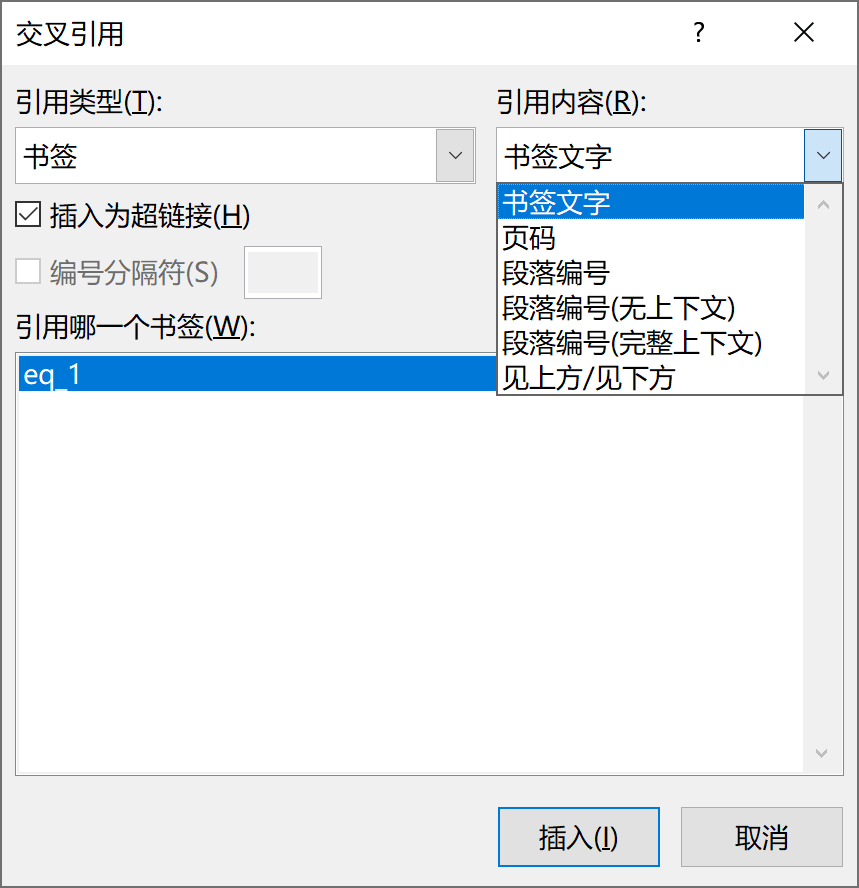 交叉引用
?
引用类型(T):
引用内容(R):
书签
书签文字
插入为超链接(H)
编号分隔符(S)
引用哪一个书签(W):
eq_1
书签文字
页码
段落编号
段落编号(无上下文)
段落编号(完整上下文)
见上方/见下方
插入(I)
取消